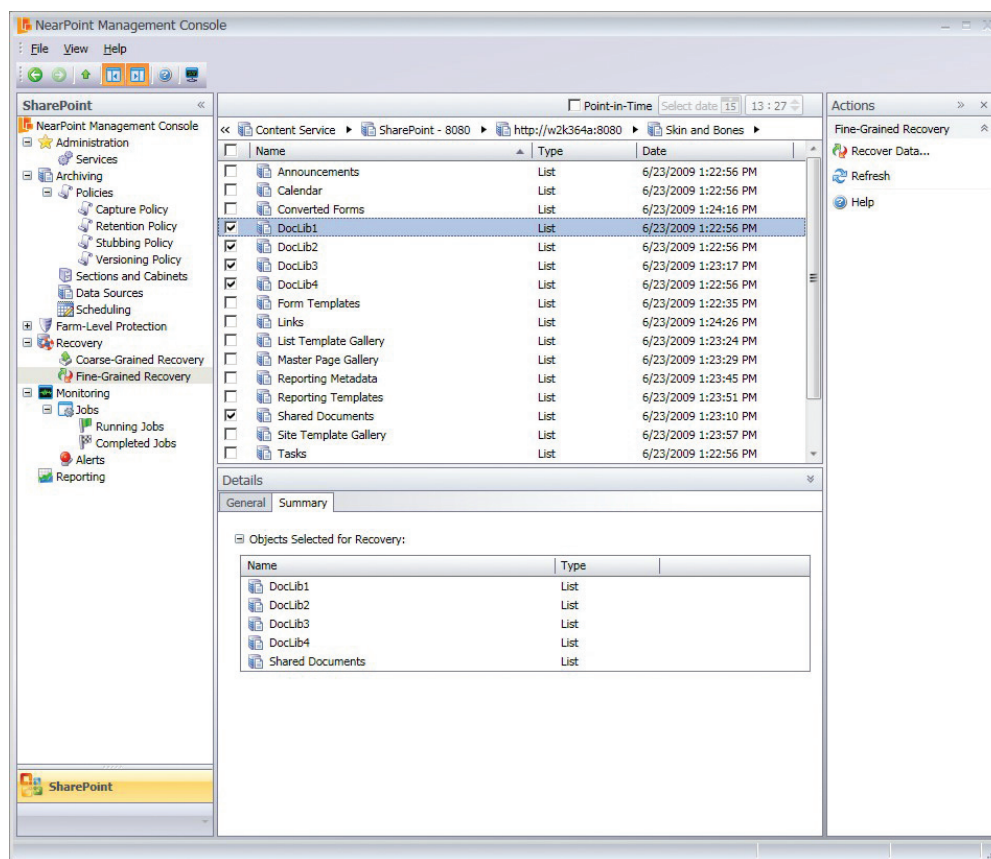 NearPoint Management Console
File View Help
SharePoint «
NearPoint Management Console
Administration
Services
Archiving
Policies
Capture Policy
Retention Policy
Stubbing Policy
Versioning Policy
Sections and Cabinets
Data Sources
Scheduling
Farm-Level Protection
Recovery
Coarse-Grained Recovery
Fine-Grained Recovery
Monitoring
Jobs
Running Jobs
Completed Jobs
Alerts
Reporting
SharePoint
Point-in-Time Select date 15 13 : 27
« Content Service SharePoint - 8080 http://w2k364a:8080 Skin and Bones
Name Type Date
Announcements List 6/23/2009 1:22:56 PM
Calendar List 6/23/2009 1:22:56 PM
Converted Forms List 6/23/2009 1:24:16 PM
DocLib1 List 6/23/2009 1:22:56 PM
DocLib2 List 6/23/2009 1:22:56 PM
DocLib3 List 6/23/2009 1:23:17 PM
DocLib4 List 6/23/2009 1:22:56 PM
Form Templates List 6/23/2009 1:22:35 PM
Links List 6/23/2009 1:24:26 PM
List Template Gallery List 6/23/2009 1:23:24 PM
Master Page Gallery List 6/23/2009 1:23:29 PM
Reporting Metadata List 6/23/2009 1:23:45 PM
Reporting Templates List 6/23/2009 1:23:51 PM
Shared Documents List 6/23/2009 1:23:10 PM
Site Template Gallery List 6/23/2009 1:23:57 PM
Tasks List 6/23/2009 1:22:56 PM
Details
General Summary
Objects Selected for Recovery:
Name Type
DocLib1 List
DocLib2 List
DocLib3 List
DocLib4 List
Shared Documents List
Actions » ×
Fine-Grained Recovery
Recover Data...
Refresh
Help